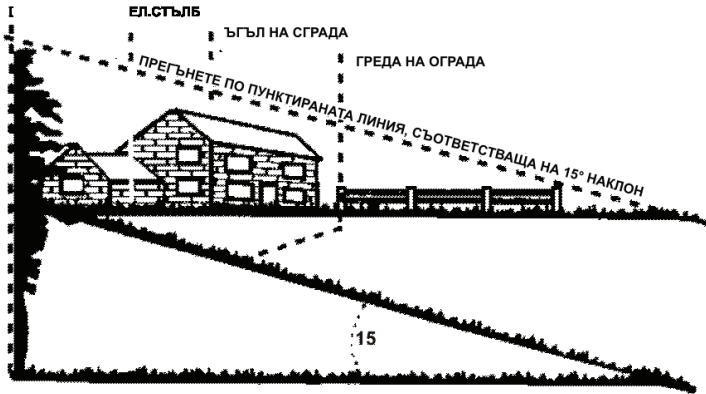 I
ЕЛ.СТЪЛБ
ЪГЪЛ НА СГРАДА
ГРЕДА НА ОГРАДА
ПРЕГЪНЕТЕ ПО ПУНКТИРАНАТА ЛИНИЯ, СЪОТВЕТСТВАЩА НА 15° НАКЛОН
15